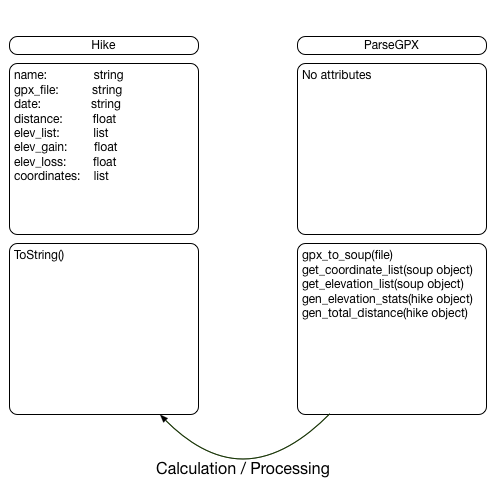 Hike
name: string
gpx_file: string
date: string
distance: float
elev_list: list
elev_gain: float
elev_loss: float
coordinates: list
ToString()
ParseGPX
No attributes
gpx_to_soup(file)
get_coordinate_list(soup object)
get_elevation_list(soup object)
gen_elevation_stats(hike object)
gen_total_distance(hike object)
Calculation / Processing